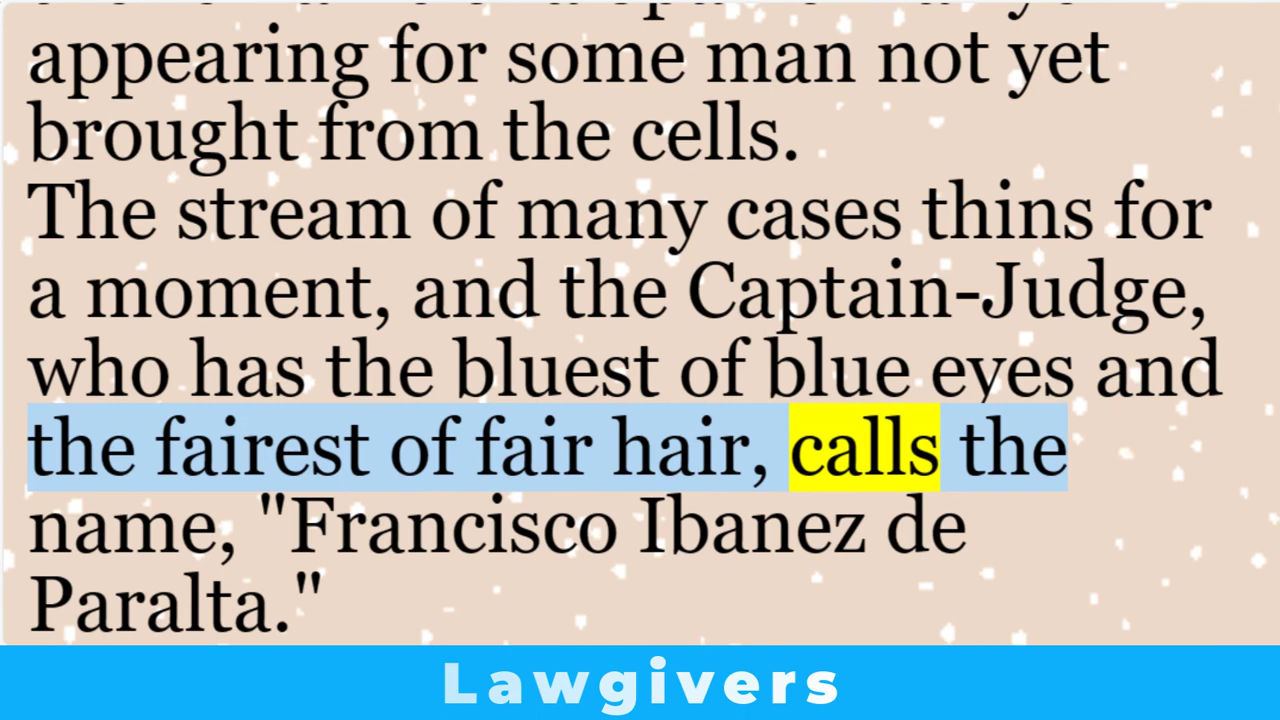 appearing for some man not yet
brought from the cells.
The stream of many cases thins for
a moment, and the Captain-Judge,
who has the bluest of blue eyes and
the fairest of fair hair, calls the
name, "Francisco Ibanez de
Paralta."
Lawgivers